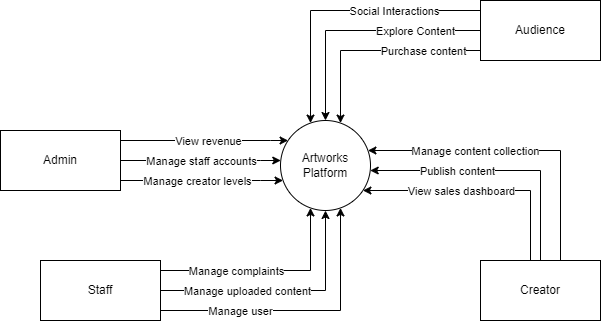 Social Interactions
Explore Content
Purchase content
Audience
Admin
View revenue
Manage staff accounts
Manage creator levels
Artworks
Platform
Manage content collection
Publish content
View sales dashboard
Staff
Manage complaints
Manage uploaded content
Manage user
Creator